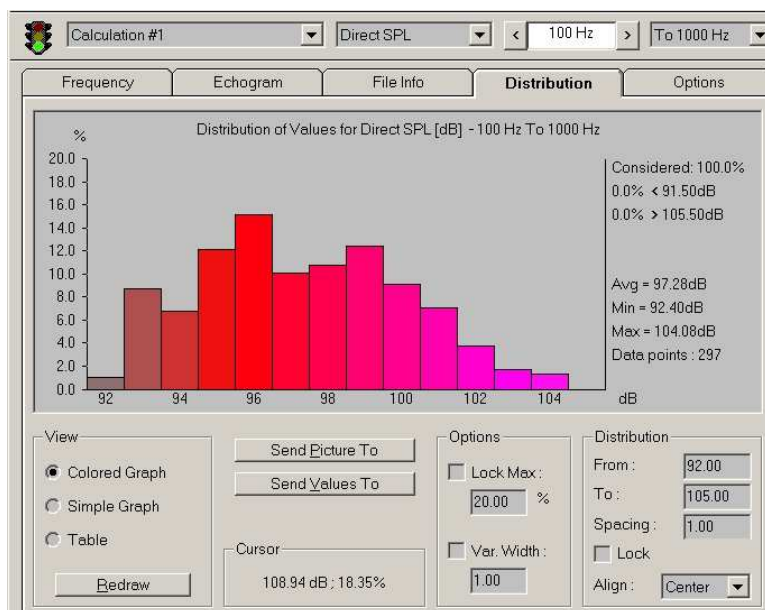 Calculation #1 Direct SPL < 100 Hz > To 1000 Hz
Frequency Echogram File Info Distribution Options
Distribution of Values for Direct SPL [dB] - 100 Hz To 1000 Hz
%
20.0
18.0
16.0
14.0
12.0
10.0
8.0
6.0
4.0
2.0
0.0
92 94 96 98 100 102 104 dB
Considered: 100.0%
0.0% < 91.50dB
0.0% > 105.50dB
Avg = 97.28dB
Min = 92.40dB
Max = 104.08dB
Data points : 297
View
Colored Graph
Simple Graph
Table
Redraw
Send Picture To
Send Values To
Cursor
108.94 dB ; 18.35%
Options
Lock Max :
20.00 %
Var. Width :
1.00
Distribution
From : 92.00
To : 105.00
Spacing : 1.00
Lock
Align : Center